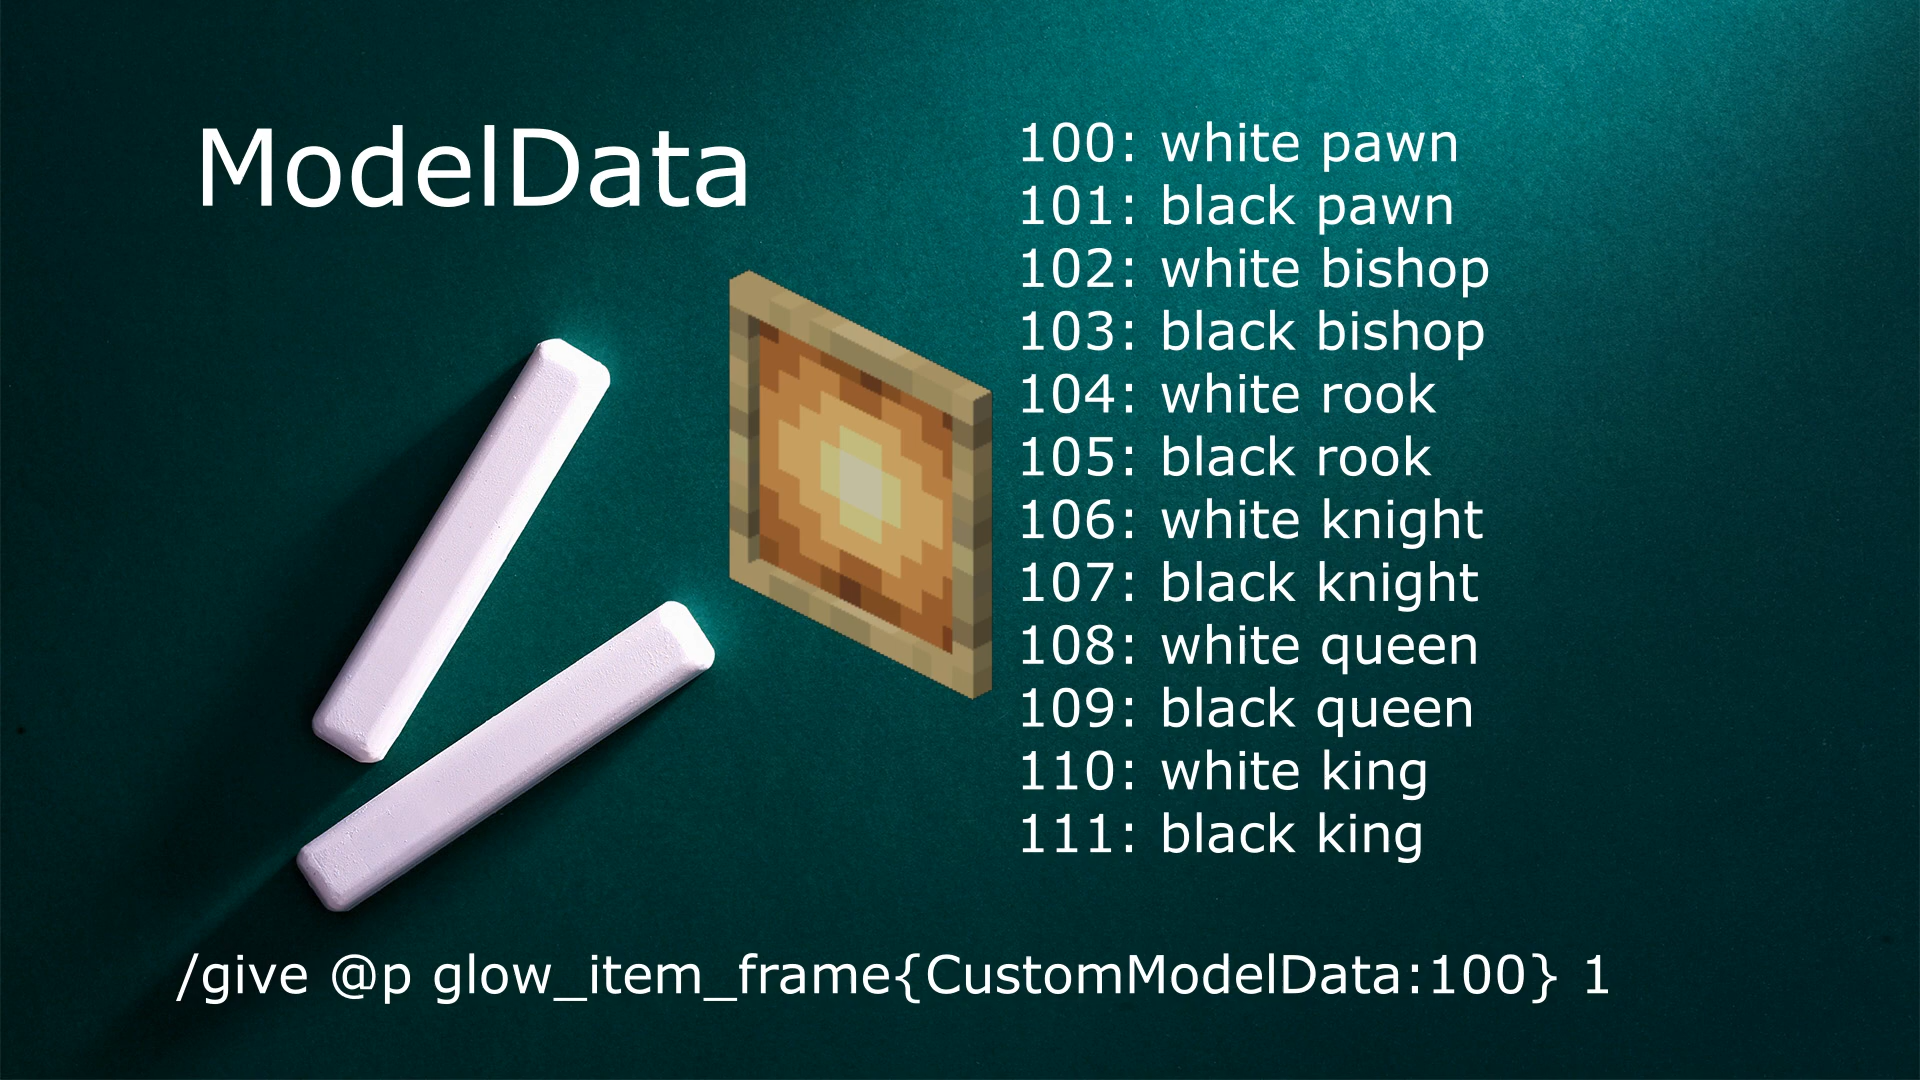 ModelData
100: white pawn
101: black pawn
102: white bishop
103: black bishop
104: white rook
105: black rook
106: white knight
107: black knight
108: white queen
109: black queen
110: white king
111: black king
/give @p glow_item_frame{CustomModelData:100} 1